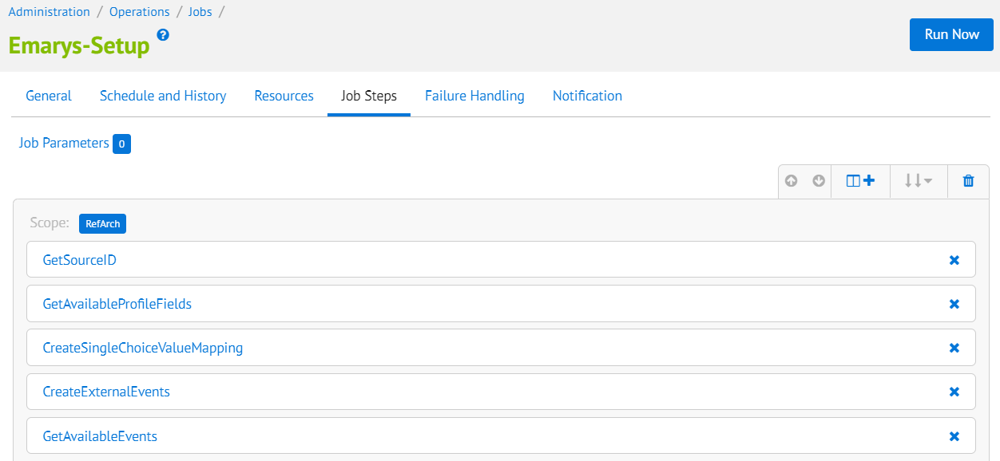 Administration / Operations / Jobs /
Emarys-Setup ?
Run Now
General Schedule and History Resources Job Steps Failure Handling Notification
Job Parameters 0
Scope: RefArch
GetSourceID
GetAvailableProfileFields
CreateSingleChoiceValueMapping
CreateExternalEvents
GetAvailableEvents